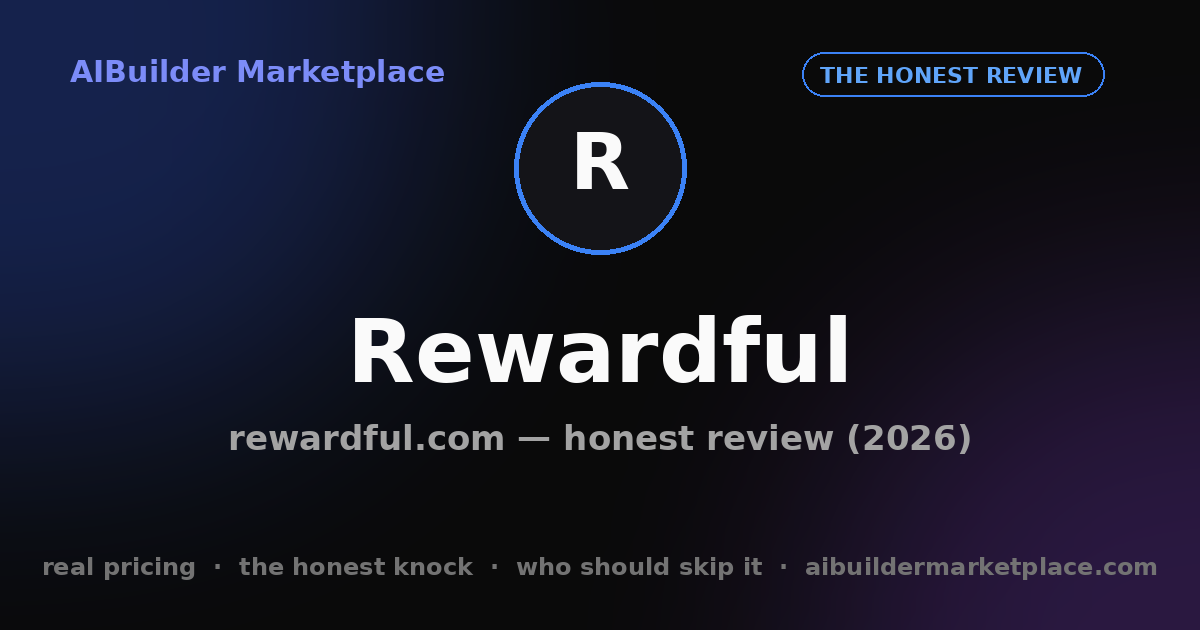 AIBuilder Marketplace
THE HONEST REVIEW
R
Rewardful
rewardful.com — honest review (2026)
real pricing · the honest knock · who should skip it · aibuildermarketplace.com